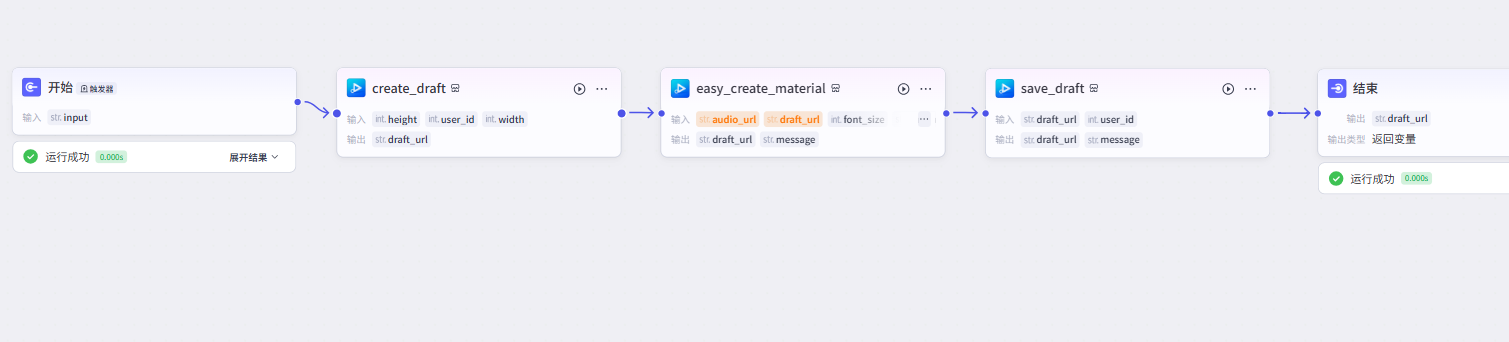 开始 触发器
输入 str. input
运行成功 0.000s 展开结果
create_draft
输入 int. height int. user_id int. width
输出 str. draft_url
easy_create_material
输入 str. audio_url str. draft_url int. font_size ...
输出 str. draft_url str. message
save_draft
输入 str. draft_url int. user_id
输出 str. draft_url str. message
结束
输出 str. draft_url
输出类型 返回变量
运行成功 0.000s